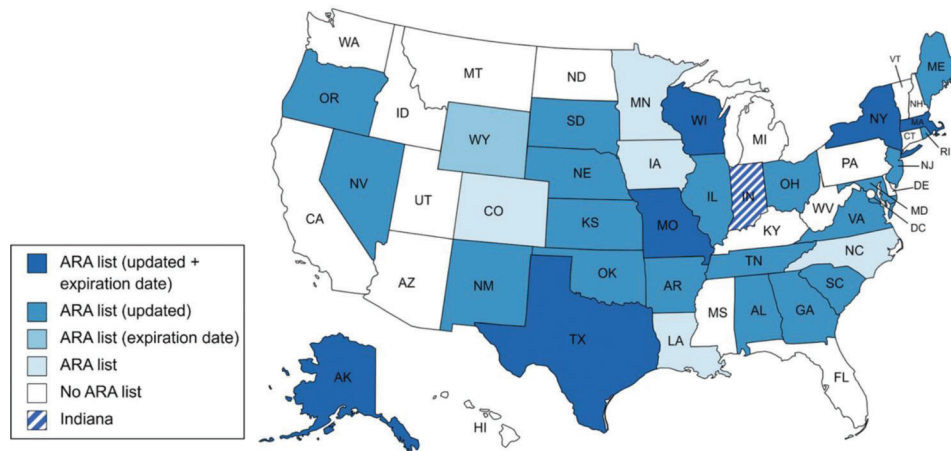 WA
MT
ND
MN
VT
ME
OR
ID
SD
WI
NH
NY
MA
WY
MI
CT
RI
IA
PA
NJ
NE
NV
OH
DE
IL
IN
UT
CO
MD
CA
WV
VA
DC
KS
MO
KY
NC
TN
AZ
OK
NM
AR
SC
MS
AL
GA
TX
LA
FL
AK
HI
ARA list (updated +
expiration date)
ARA list (updated)
ARA list (expiration date)
ARA list
No ARA list
Indiana